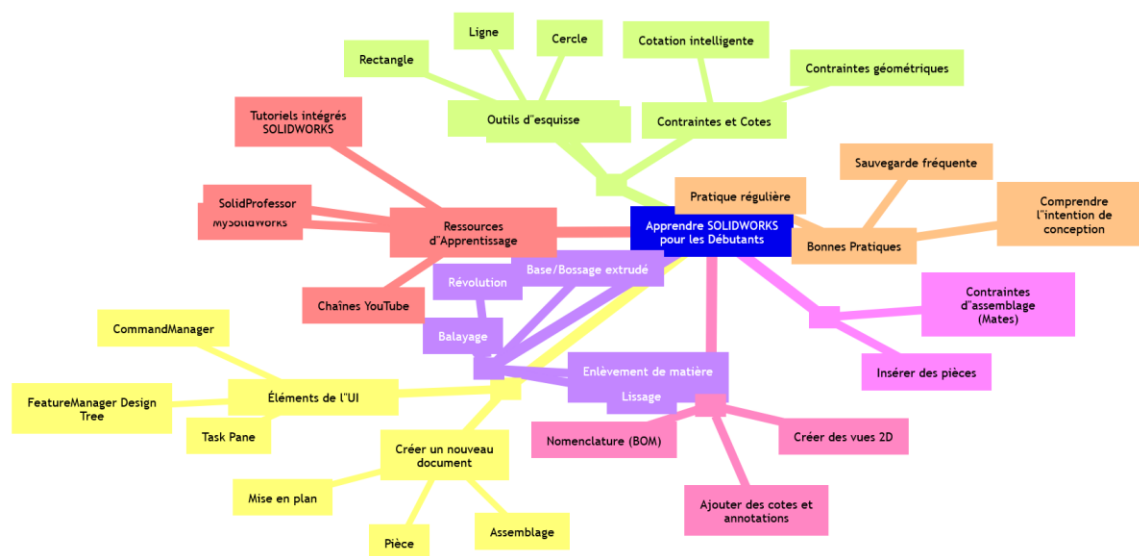 Ligne
Cercle
Cotation intelligente
Rectangle
Contraintes géométriques
Tutoriels intégrés
SOLIDWORKS
Outils d"esquisse
Contraintes et Cotes
Sauvegarde fréquente
SolidProfessor
MySolidWorks
Pratique régulière
Comprendre
l"intention de
conception
Ressources
d"Apprentissage
Apprendre SOLIDWORKS
pour les Débutants
Bonnes Pratiques
Révolution
Base/Bossage extrudé
Chaînes YouTube
Contraintes
d"assemblage
(Mates)
CommandManager
Balayage
Enlèvement de matière
Insérer des pièces
FeatureManager Design
Tree
Éléments de l"UI
Lissage
Task Pane
Créer un nouveau
document
Nomenclature (BOM)
Créer des vues 2D
Mise en plan
Ajouter des cotes et
annotations
Pièce
Assemblage